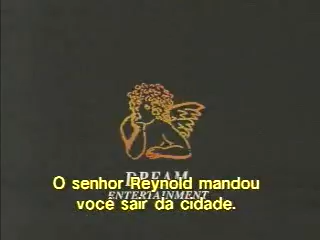 DREAM
ENTERTAINMENT
O senhor Reynold mandou
você sair da cidade.